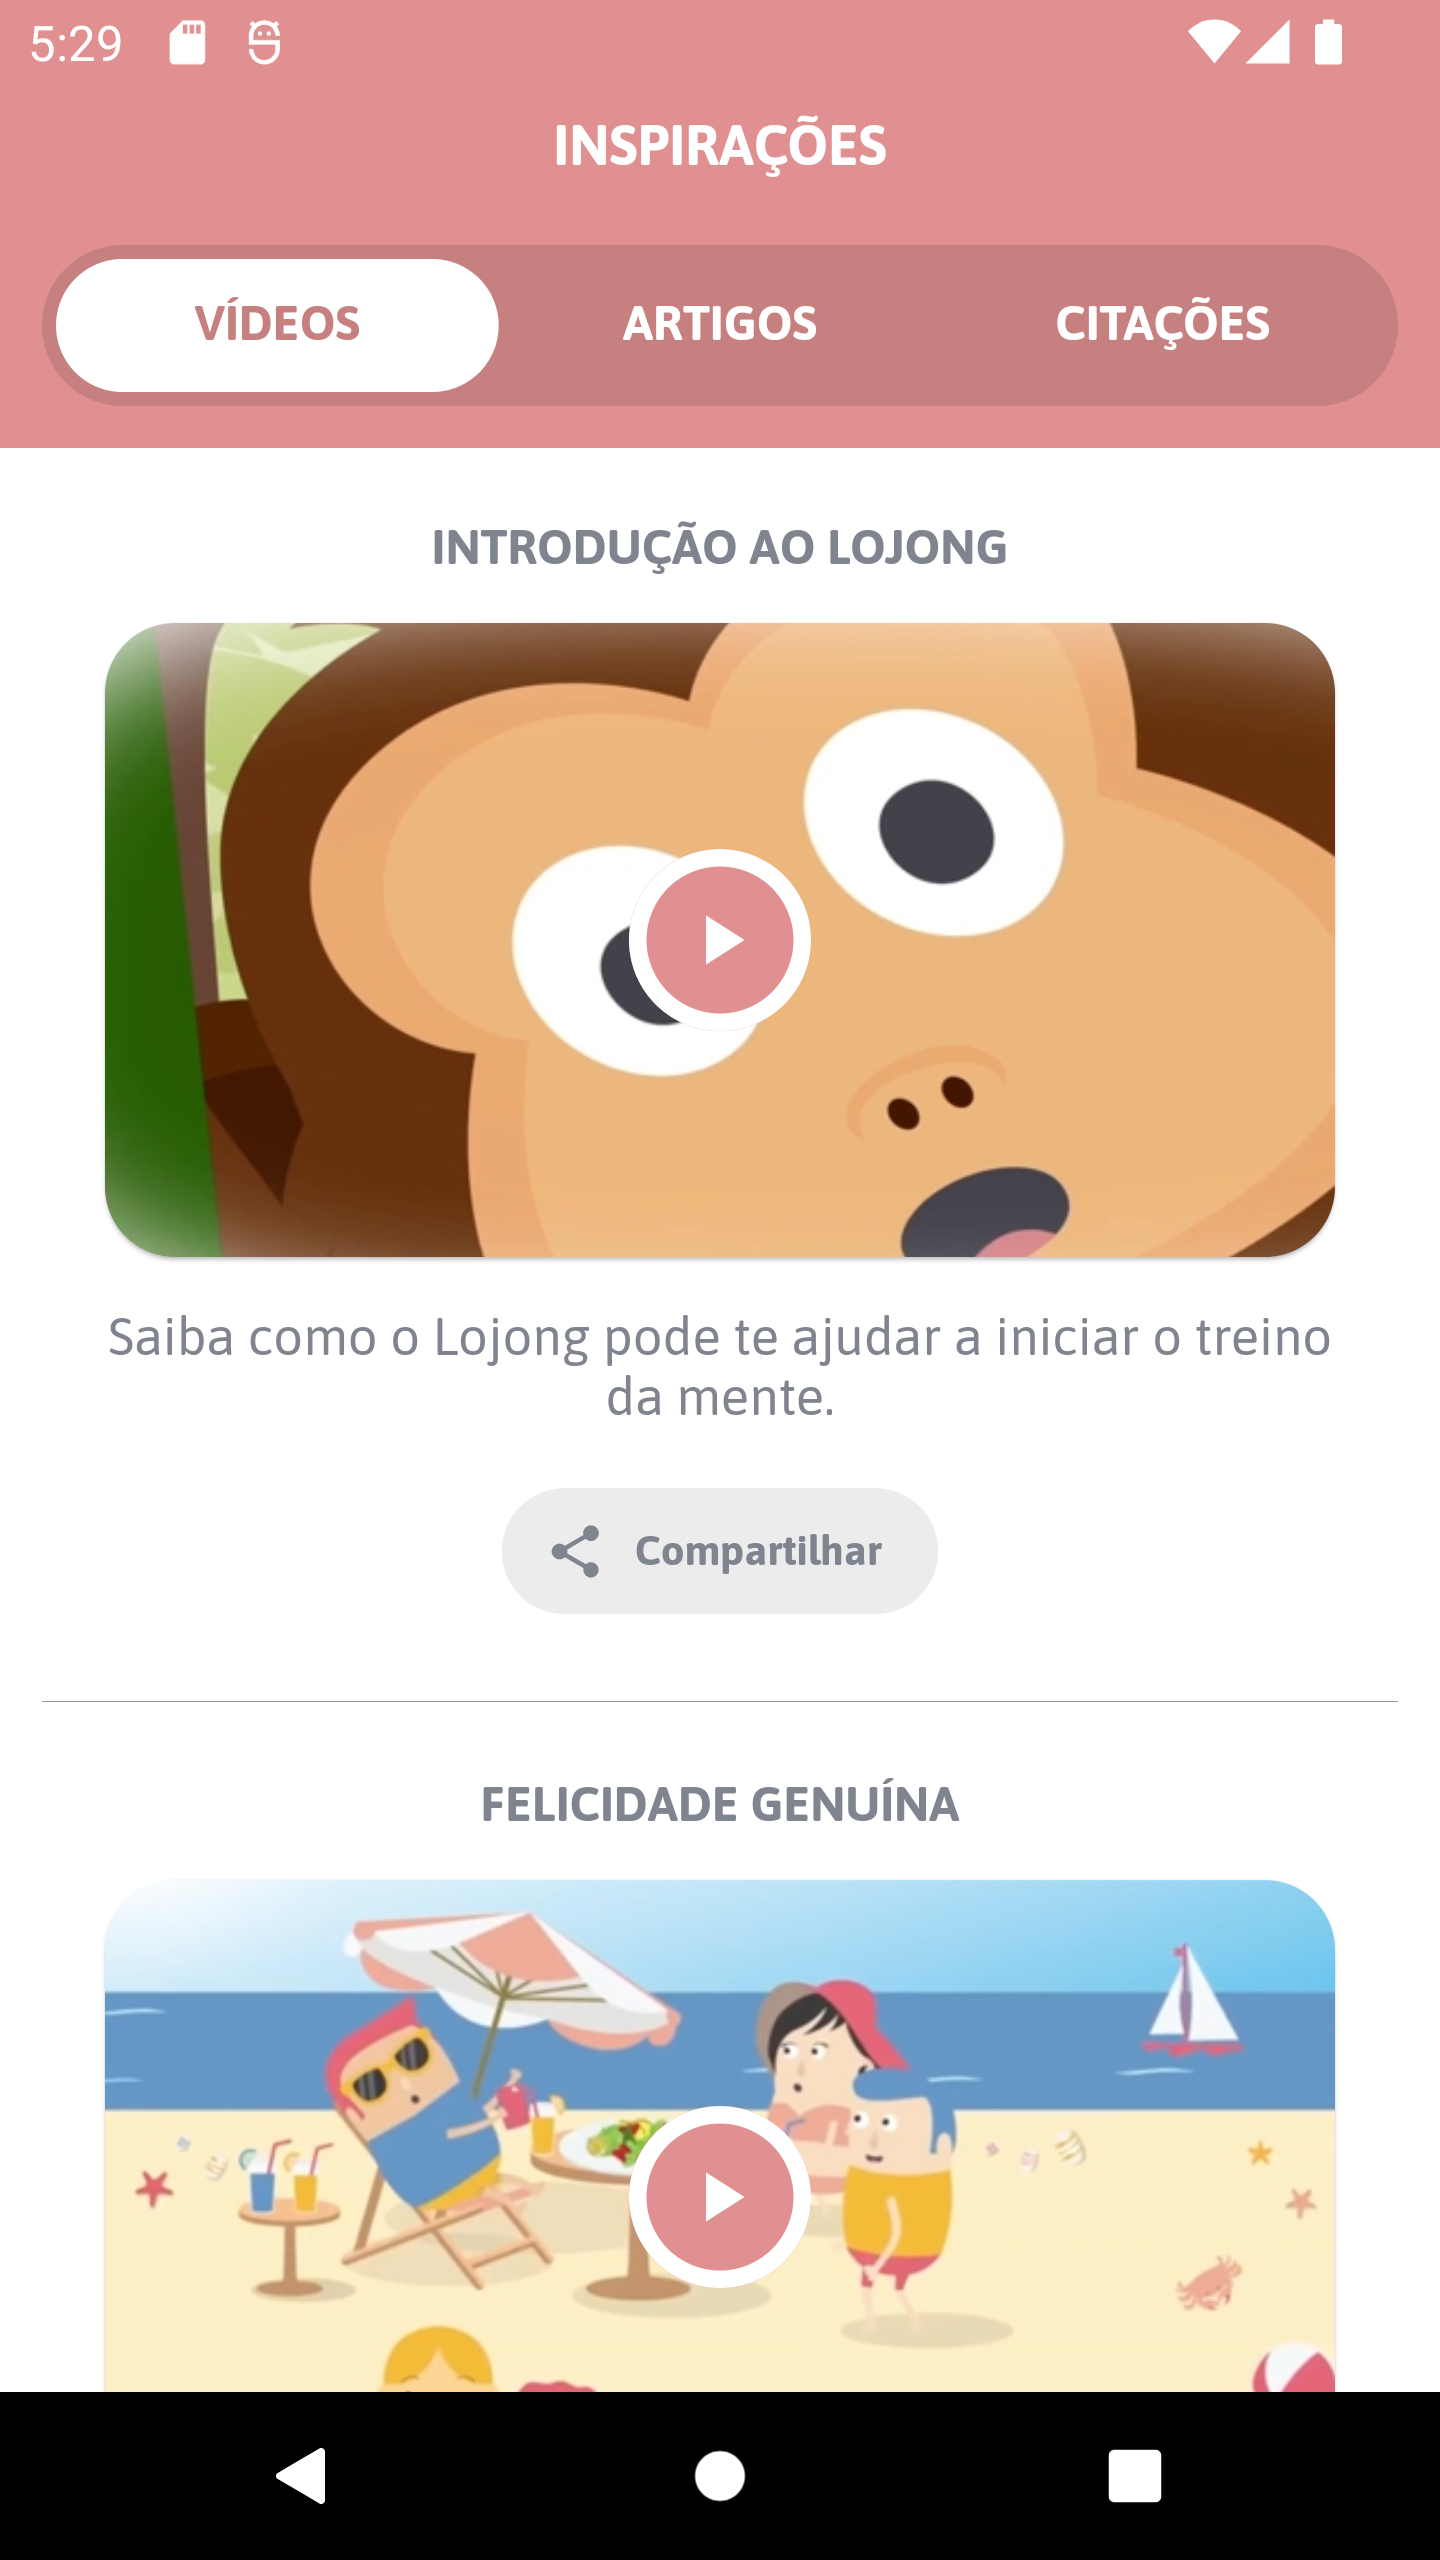 5:29
INSPIRAÇÕES
VÍDEOS
ARTIGOS
CITAÇÕES
INTRODUÇÃO AO LOJONG
Saiba como o Lojong pode te ajudar a iniciar o treino
da mente.
Compartilhar
FELICIDADE GENUÍNA